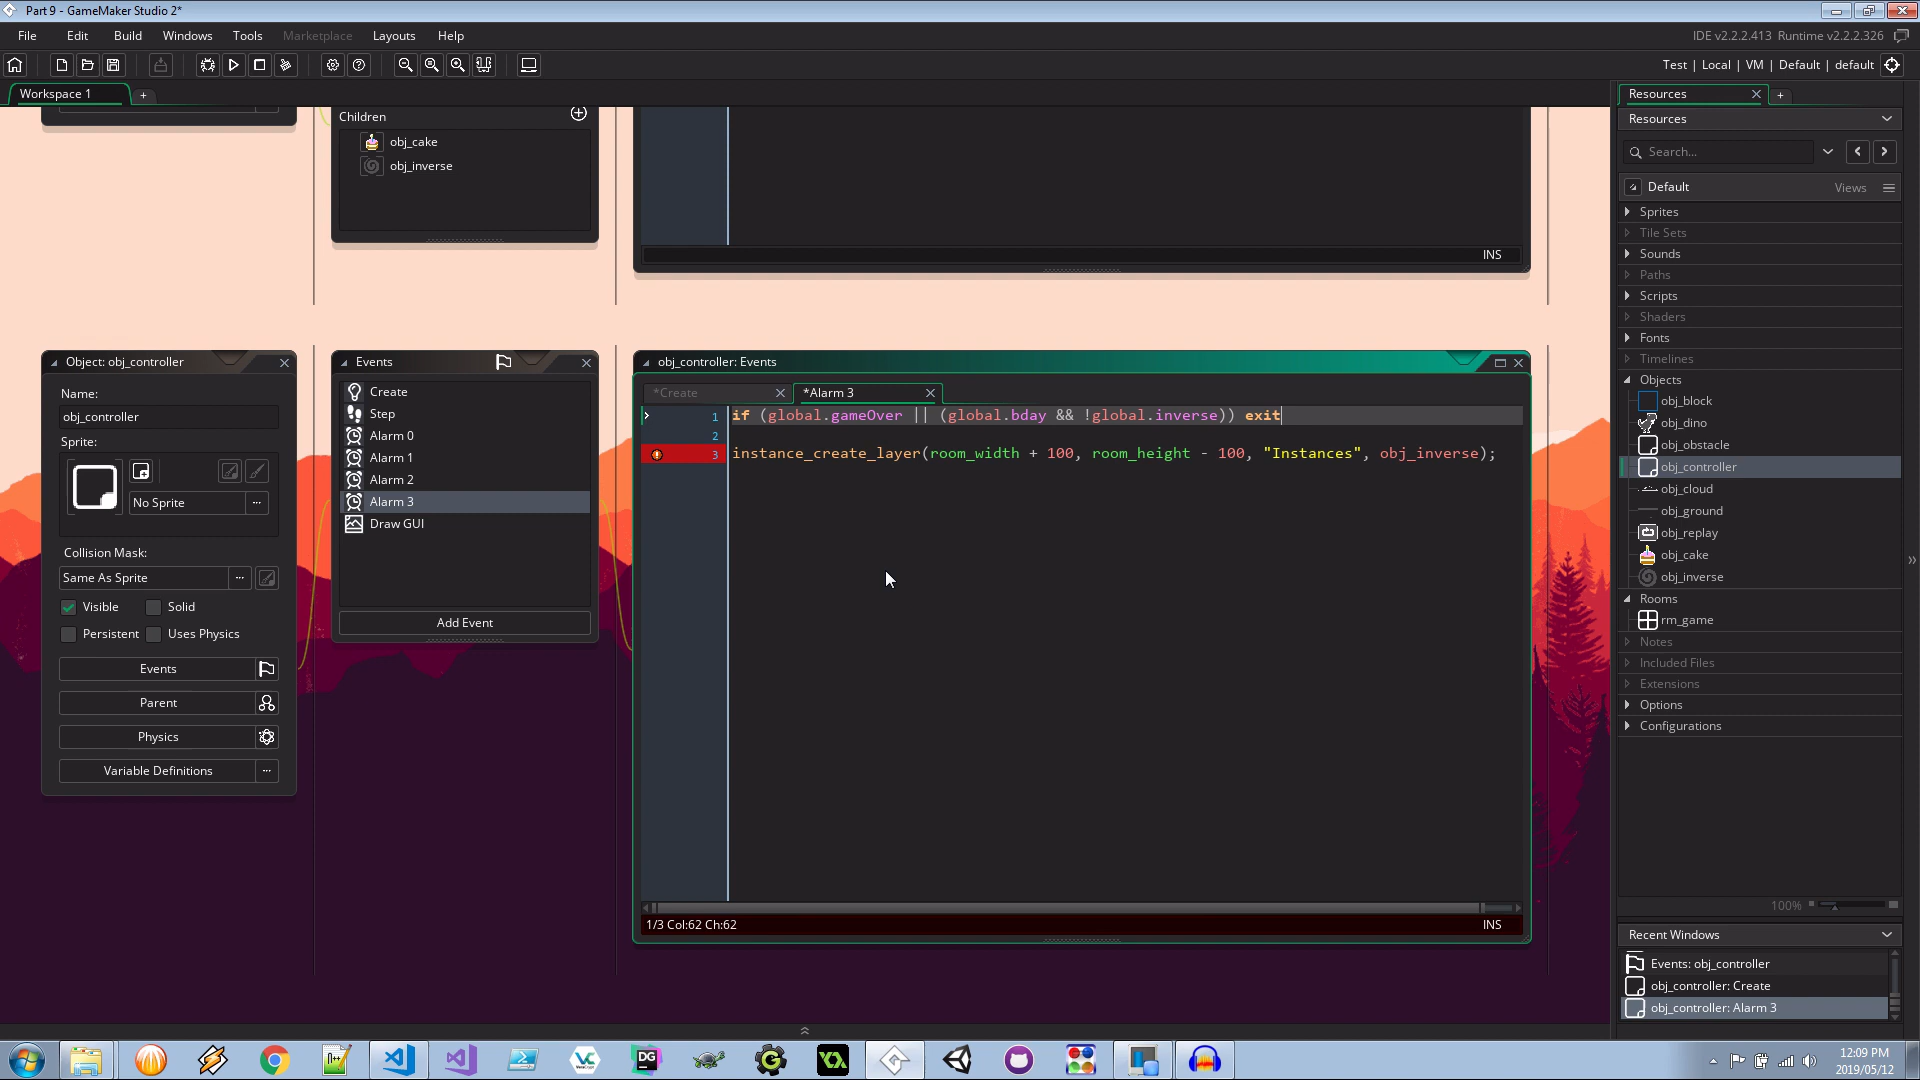 Part 9 - GameMaker Studio 2*
File Edit Build Windows Tools Marketplace Layouts Help
IDE v2.2.2.413 Runtime v2.2.2.326
Test | Local | VM | Default | default
Workspace 1
Children
obj_cake
obj_inverse
INS
Object: obj_controller
Name:
obj_controller
Sprite:
No Sprite
Collision Mask:
Same As Sprite
Visible Solid
Persistent Uses Physics
Events
Parent
Physics
Variable Definitions
Events
Create
Step
Alarm 0
Alarm 1
Alarm 2
Alarm 3
Draw GUI
Add Event
obj_controller: Events
*Create *Alarm 3
1 if (global.gameOver || (global.bday && !global.inverse)) exit
2
3 instance_create_layer(room_width + 100, room_height - 100, "Instances", obj_inverse);
1/3 Col:62 Ch:62 INS
Resources
Resources
Search...
Default Views
Sprites
Tile Sets
Sounds
Paths
Scripts
Shaders
Fonts
Timelines
Objects
obj_block
obj_dino
obj_obstacle
obj_controller
obj_cloud
obj_ground
obj_replay
obj_cake
obj_inverse
Rooms
rm_game
Notes
Included Files
Extensions
Options
Configurations
100%
Recent Windows
Events: obj_controller
obj_controller: Create
obj_controller: Alarm 3
12:09 PM
2019/05/12